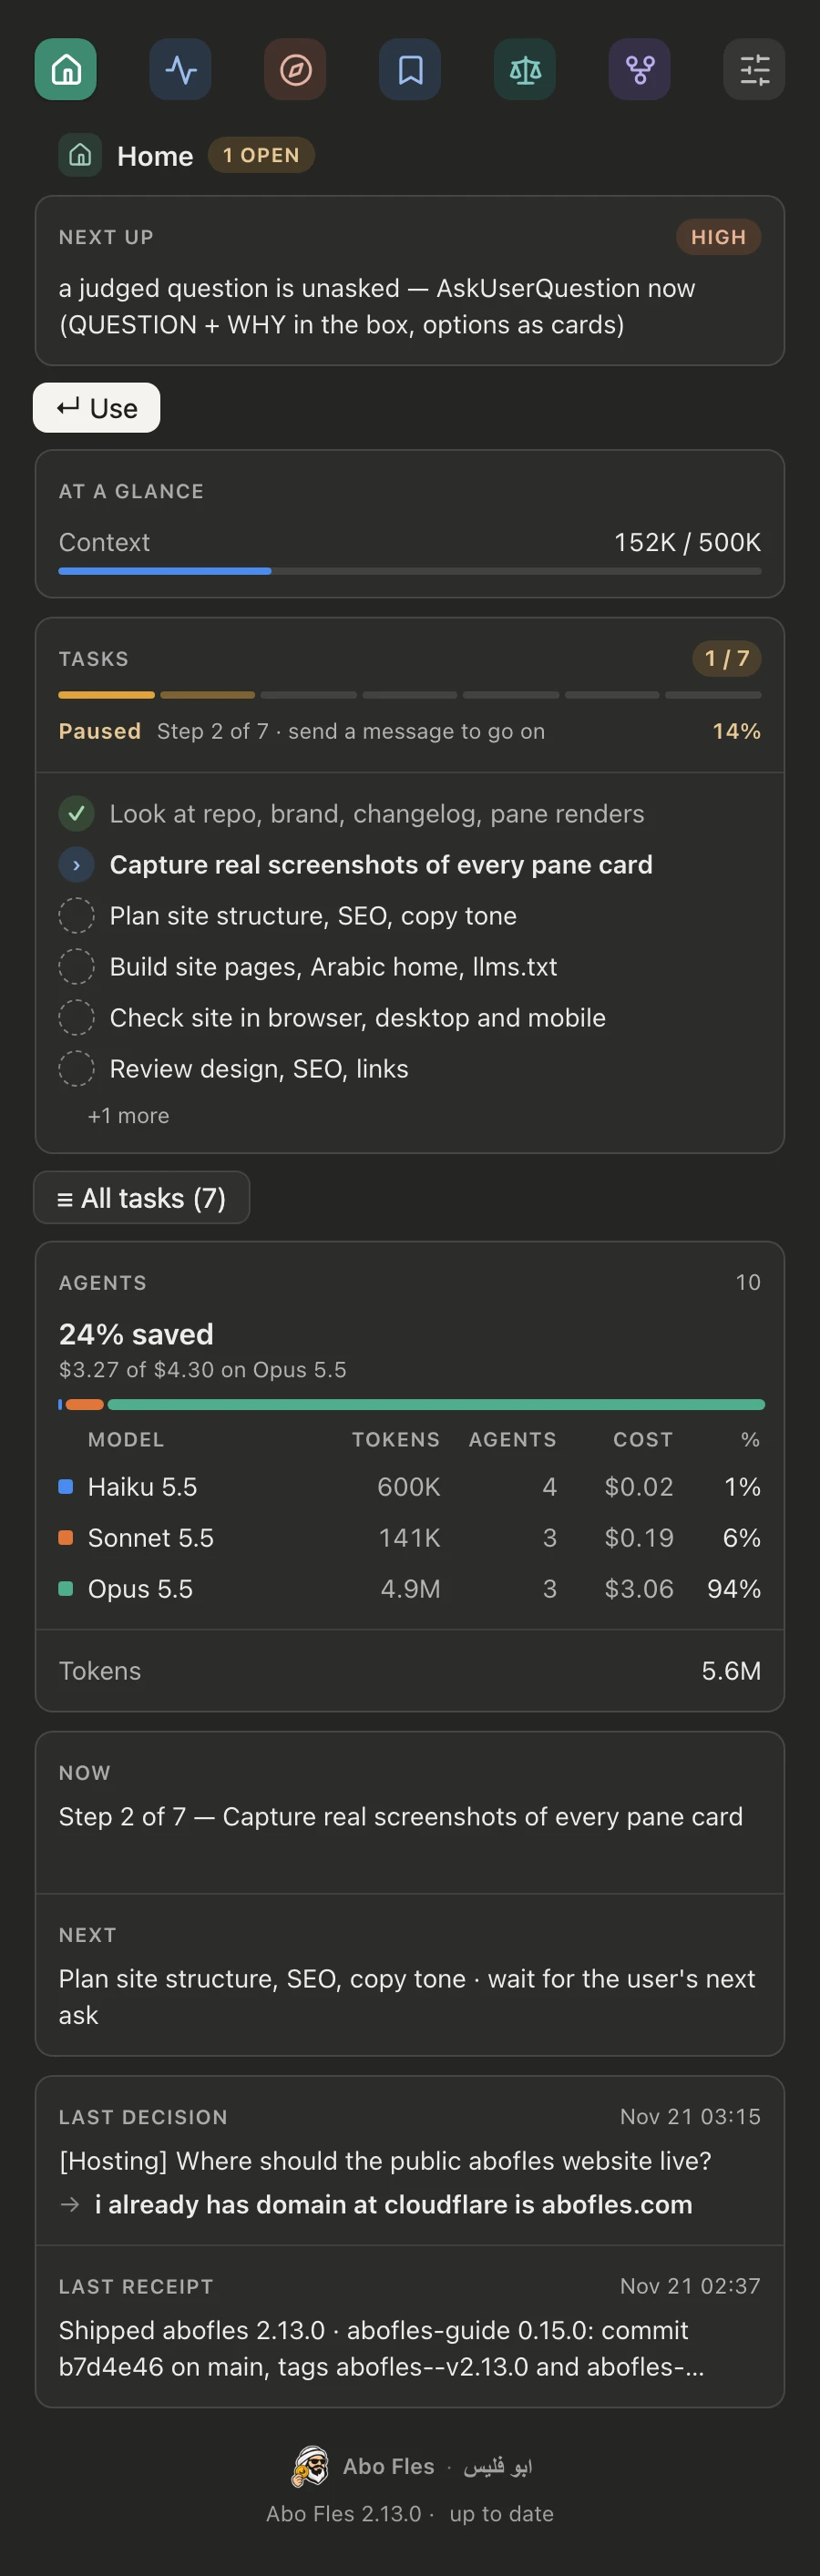 Home 1 OPEN
NEXT UP HIGH
a judged question is unasked — AskUserQuestion now
(QUESTION + WHY in the box, options as cards)
↵ Use
AT A GLANCE
Context 152K / 500K
TASKS 1 / 7
Paused Step 2 of 7 · send a message to go on 14%
Look at repo, brand, changelog, pane renders
Capture real screenshots of every pane card
Plan site structure, SEO, copy tone
Build site pages, Arabic home, llms.txt
Check site in browser, desktop and mobile
Review design, SEO, links
+1 more
≡ All tasks (7)
AGENTS 10
24% saved
$3.27 of $4.30 on Opus 5.5
MODEL TOKENS AGENTS COST %
Haiku 5.5 600K 4 $0.02 1%
Sonnet 5.5 141K 3 $0.19 6%
Opus 5.5 4.9M 3 $3.06 94%
Tokens 5.6M
NOW
Step 2 of 7 — Capture real screenshots of every pane card
NEXT
Plan site structure, SEO, copy tone · wait for the user's next
ask
LAST DECISION Nov 21 03:15
[Hosting] Where should the public abofles website live?
→ i already has domain at cloudflare is abofles.com
LAST RECEIPT Nov 21 02:37
Shipped abofles 2.13.0 · abofles-guide 0.15.0: commit
b7d4e46 on main, tags abofles--v2.13.0 and abofles-...
Abo Fles · ابو فليس
Abo Fles 2.13.0 · up to date